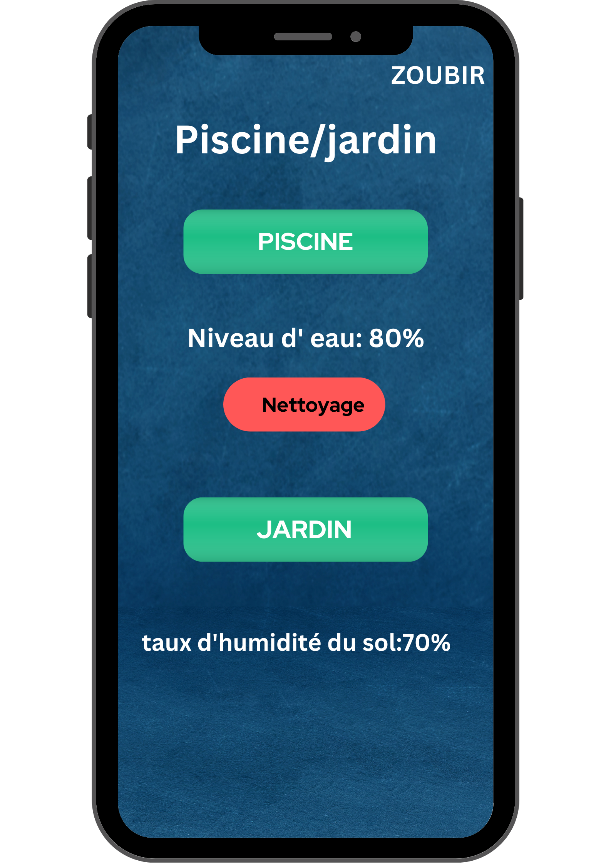 ZOUBIR
Piscine/jardin
PISCINE
Niveau d' eau: 80%
Nettoyage
JARDIN
taux d'humidité du sol:70%